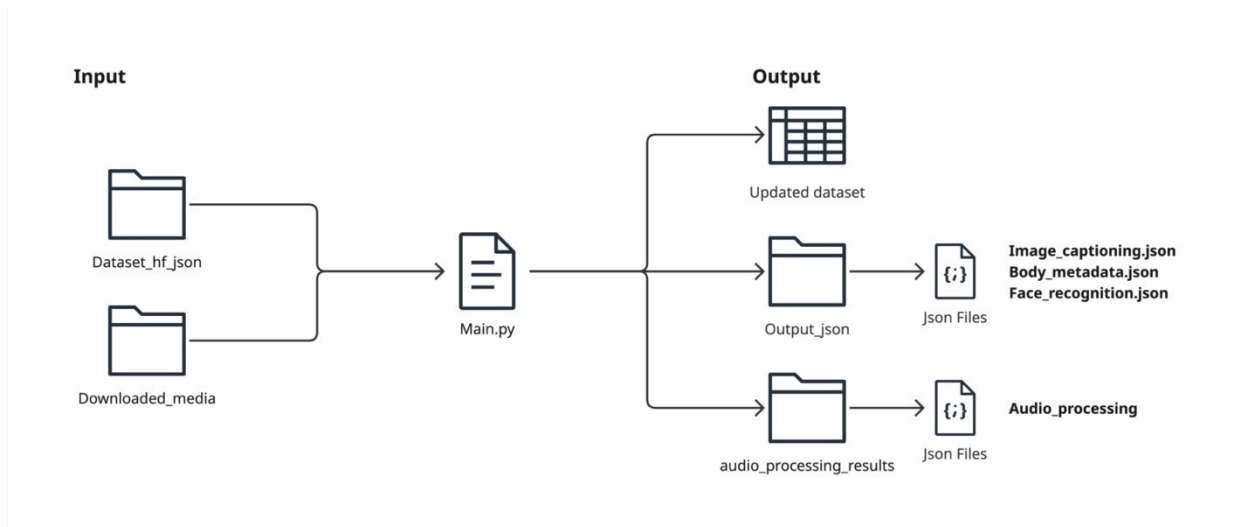 Input
Output
Dataset_hf_json
Downloaded_media
Main.py
Updated dataset
Output_json
{;}
Json Files
Image_captioning.json
Body_metadata.json
Face_recognition.json
audio_processing_results
{;}
Json Files
Audio_processing